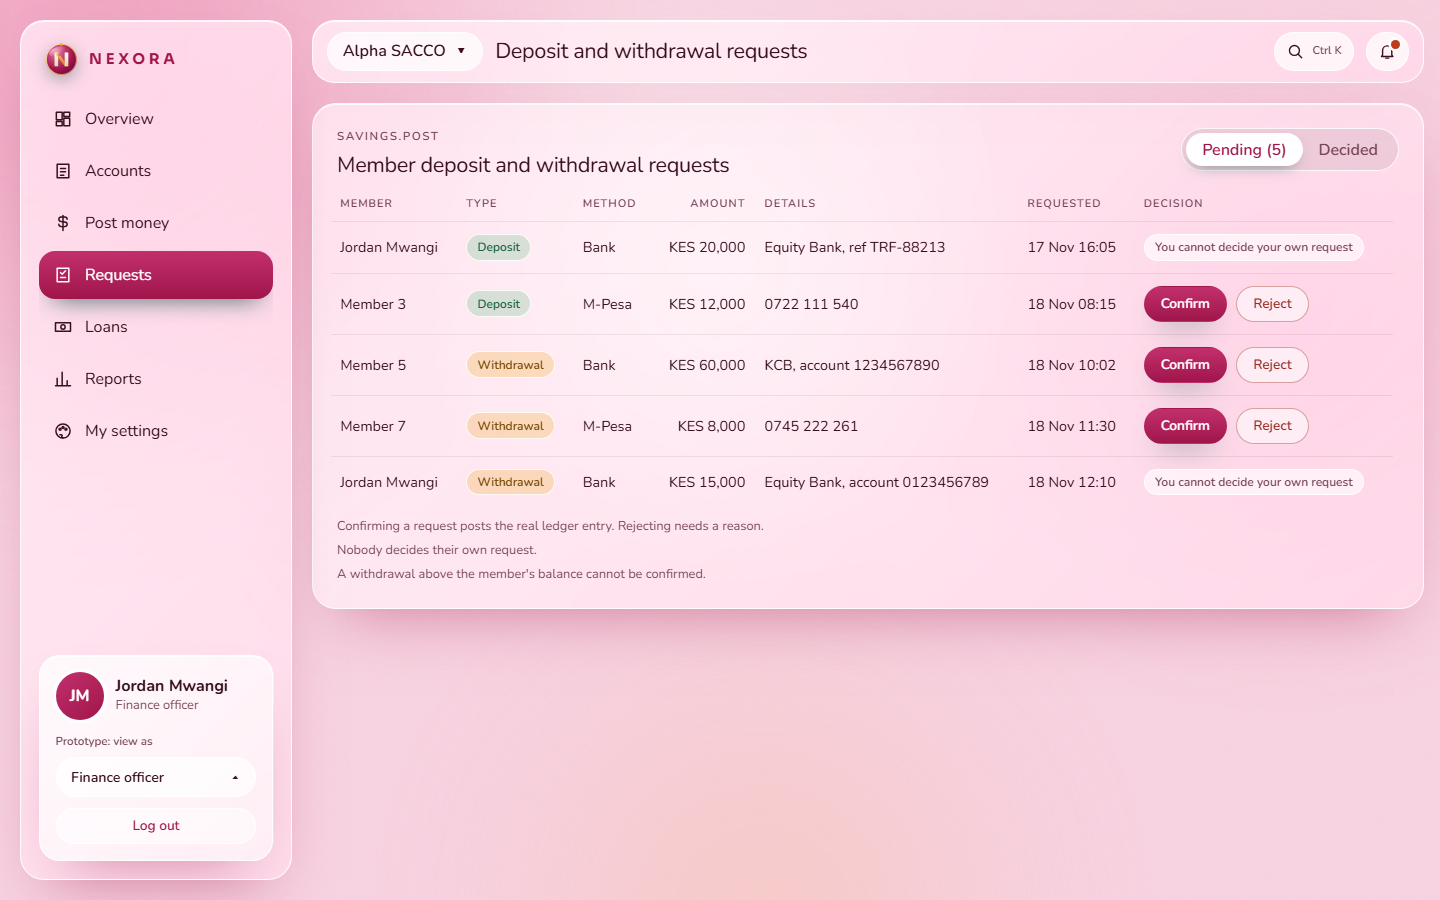 N NEXORA
Overview
Accounts
Post money
Requests
Loans
Reports
My settings
JM
Jordan Mwangi
Finance officer
Prototype: view as
Finance officer
Log out
Alpha SACCO
Deposit and withdrawal requests
Ctrl K
SAVINGS.POST
Member deposit and withdrawal requests
Pending (5) Decided
MEMBER TYPE METHOD AMOUNT DETAILS REQUESTED DECISION
Jordan Mwangi Deposit Bank KES 20,000 Equity Bank, ref TRF-88213 17 Nov 16:05 You cannot decide your own request
Member 3 Deposit M-Pesa KES 12,000 0722 111 540 18 Nov 08:15 Confirm Reject
Member 5 Withdrawal Bank KES 60,000 KCB, account 1234567890 18 Nov 10:02 Confirm Reject
Member 7 Withdrawal M-Pesa KES 8,000 0745 222 261 18 Nov 11:30 Confirm Reject
Jordan Mwangi Withdrawal Bank KES 15,000 Equity Bank, account 0123456789 18 Nov 12:10 You cannot decide your own request
Confirming a request posts the real ledger entry. Rejecting needs a reason.
Nobody decides their own request.
A withdrawal above the member's balance cannot be confirmed.